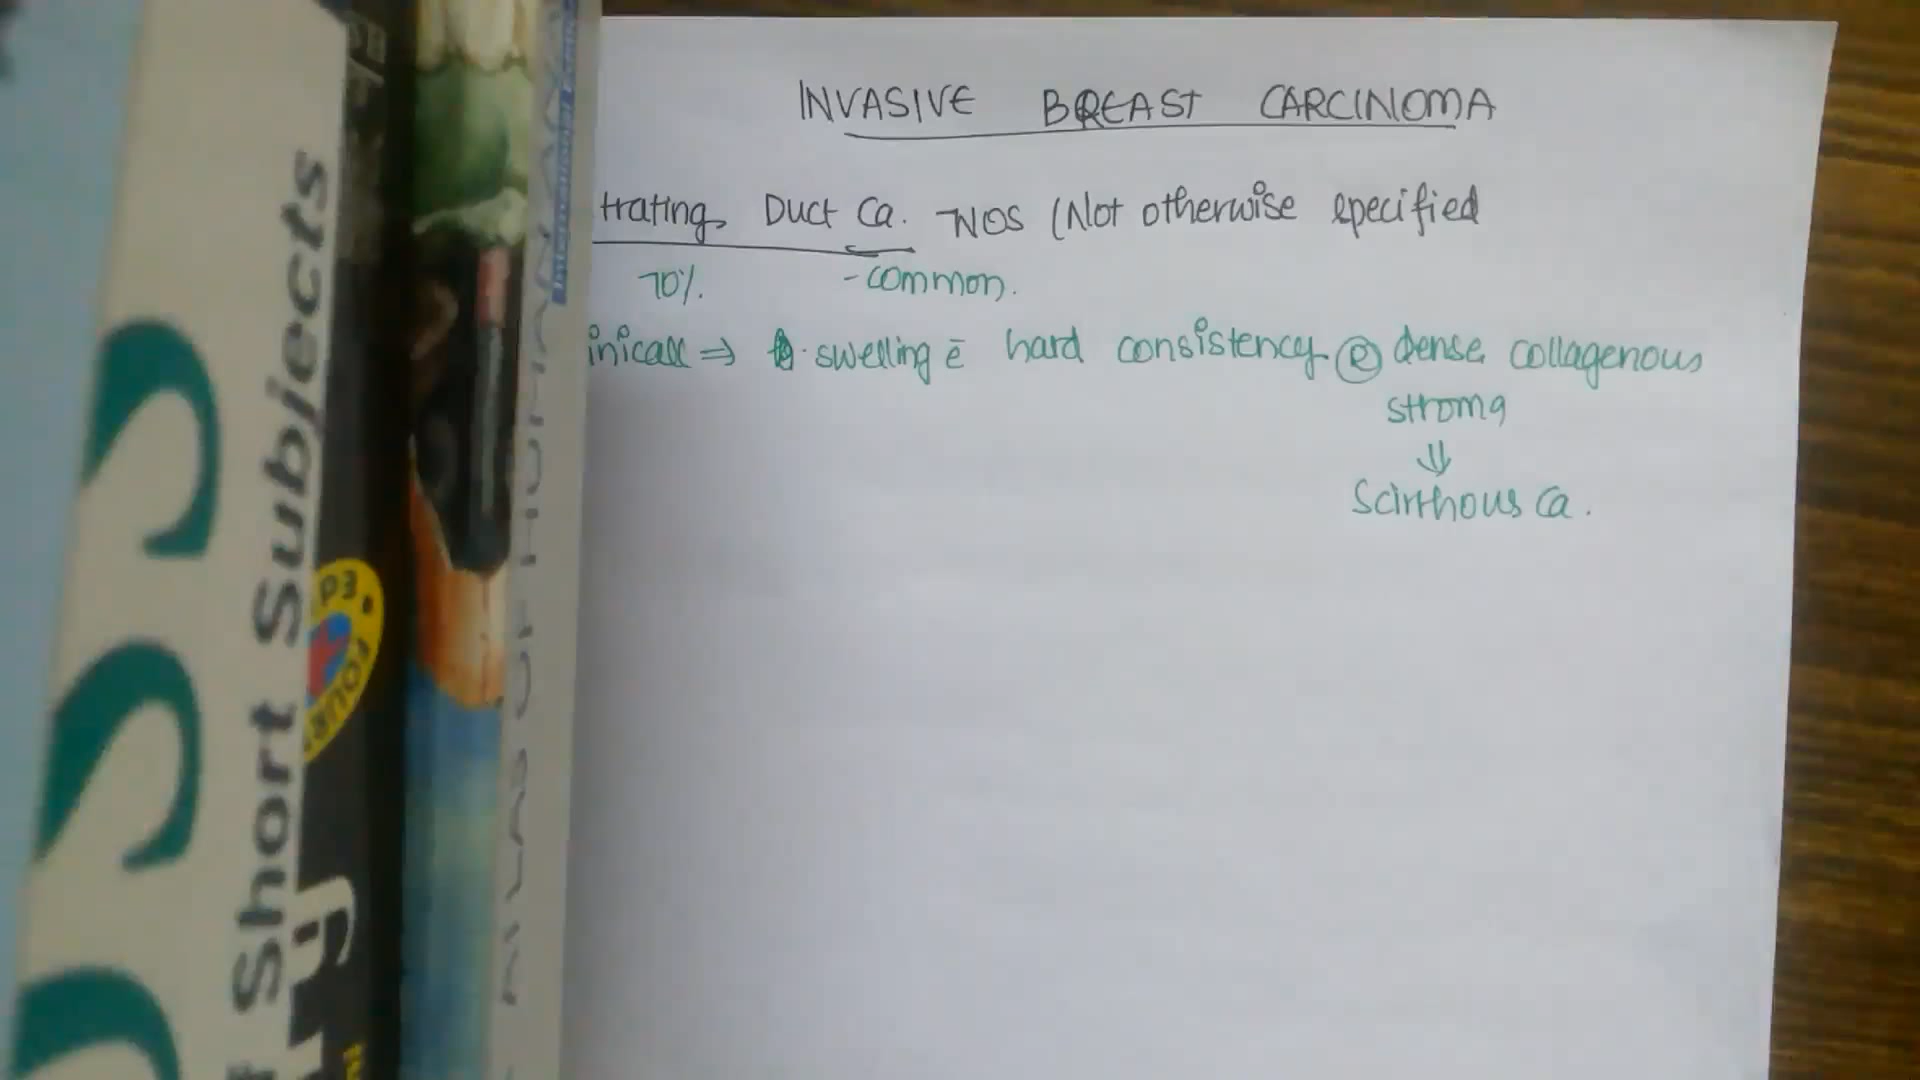 INVASIVE BREAST CARCINOMA
trating Duct Ca. NOS (Not otherwise specified
70% - common.
inicall ⇒ swelling c̄ hard consistency dense collagenous
stroma
⇓
Scirrhous Ca.
Short Subjects